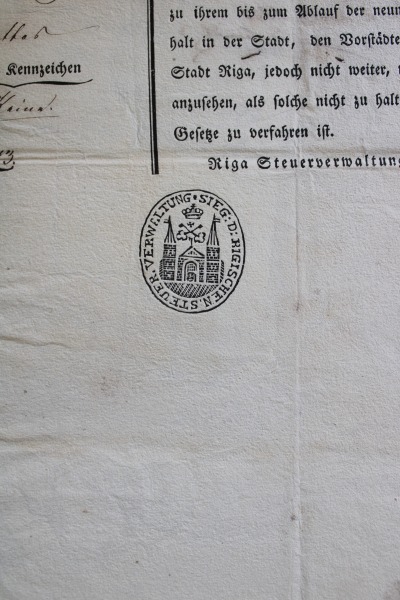 Kennzeichen
zu ihrem bis zum Ablauf der neun
halt in der Stadt, den Vorstädte
Stadt Riga, jedoch nicht weiter,
anzusehen, als solche nicht zu halt
Gesetze zu verfahren ist.
Riga Steuerverwaltung
SIEG: D: RIGISCHEN. STEUER. VERWALTUNG